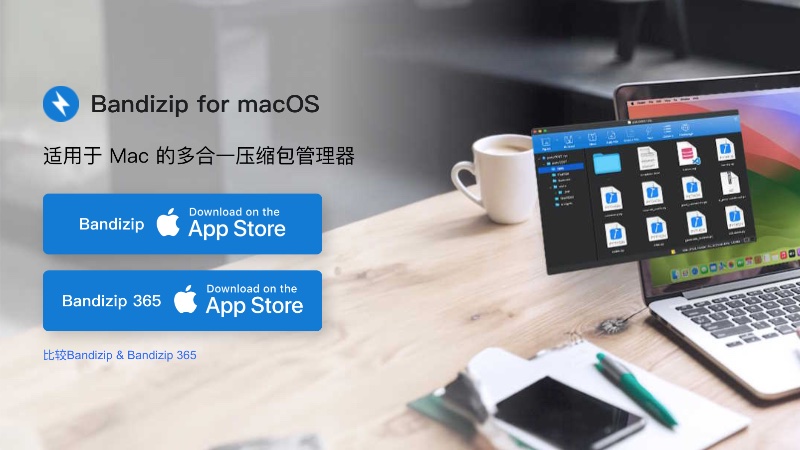 Bandizip for macOS
适用于 Mac 的多合一压缩包管理器
Bandizip
Download on the
App Store
Bandizip 365
Download on the
App Store
比较Bandizip & Bandizip 365